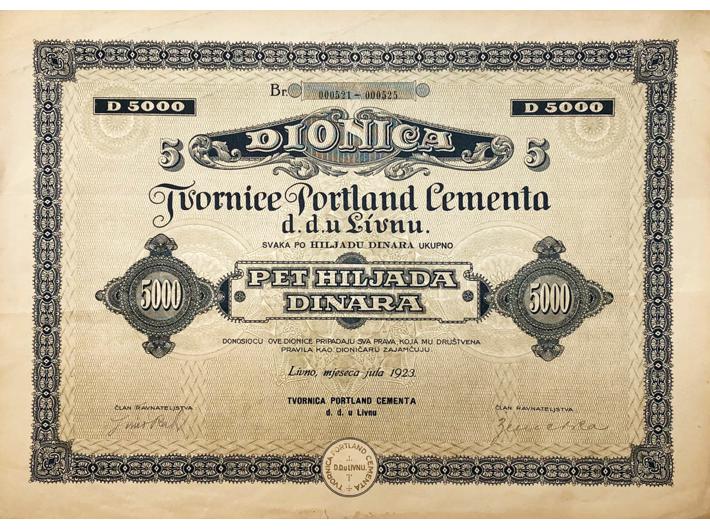 Br. 000521 - 000525
D 5000
D 5000
5 DIONICA 5
Tvornice Portland Cementa
d.d.u Livnu.
SVAKA PO HILJADU DINARA UKUPNO
5000
PET HILJADA
DINARA
5000
DONOSIOCU OVE DIONICE PRIPADAJU SVA PRAVA, KOJA MU DRUŠTVENA
PRAVILA KAO DIONIČARU ZAJAMČUJU.
Livno, mjeseca jula 1923.
TVORNICA PORTLAND CEMENTA
d. d. u Livnu
ČLAN RAVNATELJSTVA
ČLAN RAVNATELJSTVA
TVORNICA PORTLAND CEMENTA
D.D.u LIVNU.